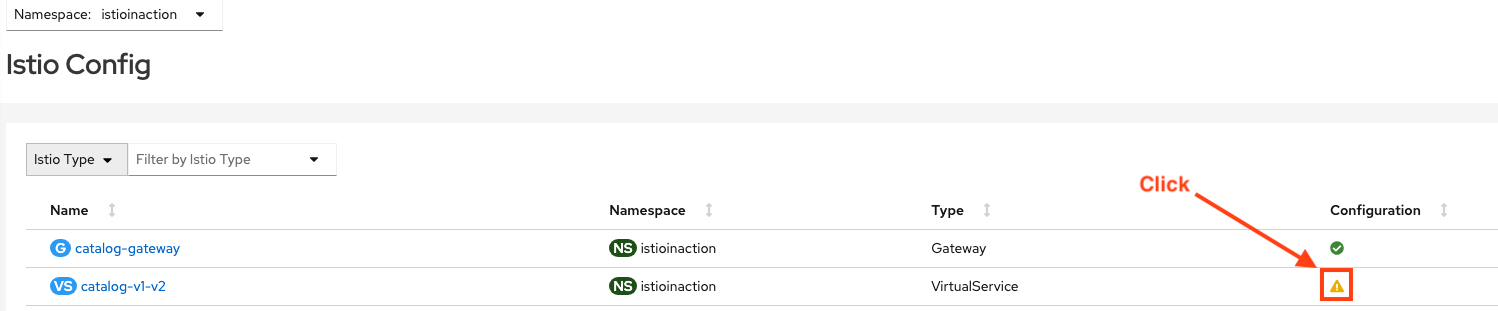 Namespace: istioinaction
Istio Config
Istio Type Filter by Istio Type
Click
Name Namespace Type Configuration
G catalog-gateway NS istioinaction Gateway
VS catalog-v1-v2 NS istioinaction VirtualService